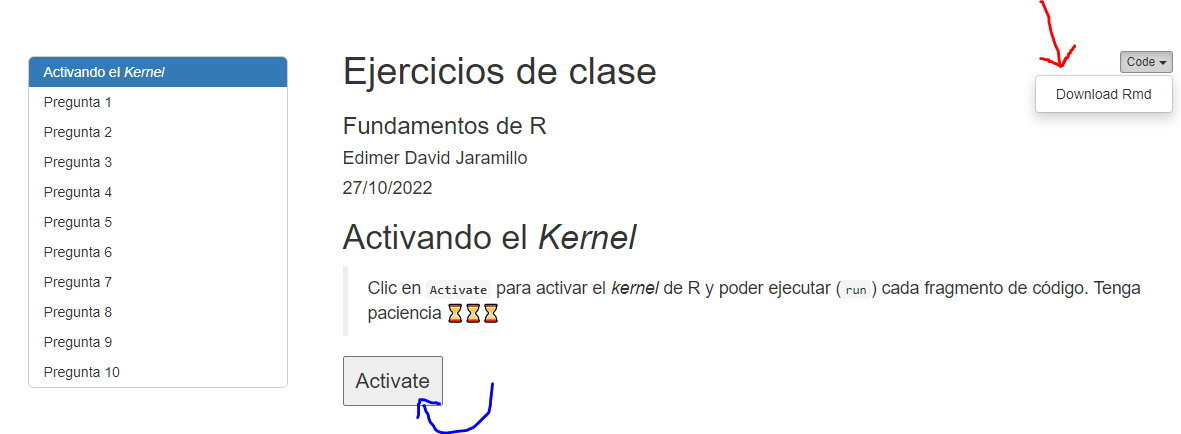 Activando el Kernel
Pregunta 1
Pregunta 2
Pregunta 3
Pregunta 4
Pregunta 5
Pregunta 6
Pregunta 7
Pregunta 8
Pregunta 9
Pregunta 10
Ejercicios de clase
Code
Download Rmd
Fundamentos de R
Edimer David Jaramillo
27/10/2022
Activando el Kernel
Clic en Activate para activar el kernel de R y poder ejecutar (run) cada fragmento de código. Tenga
paciencia ⏳⏳⏳
Activate